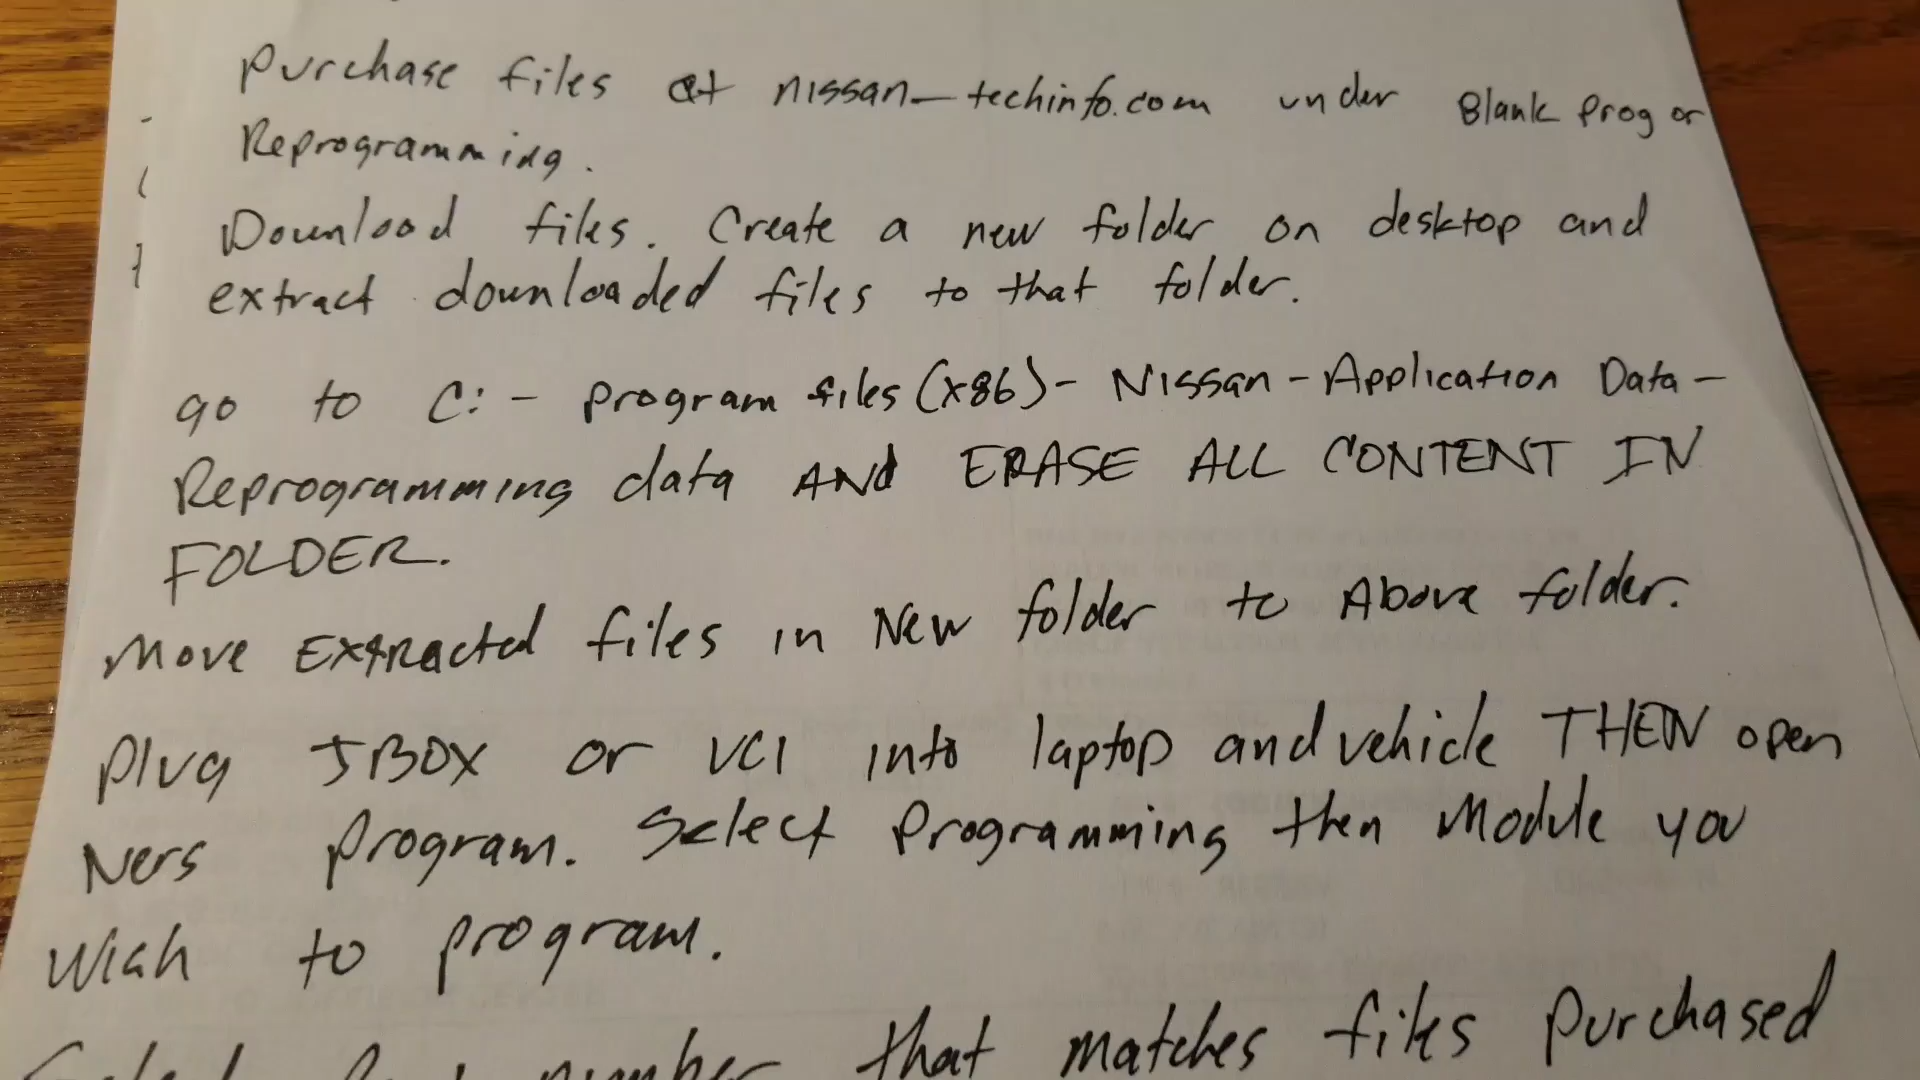 Purchase files at nissan-techinfo.com under Blank Prog or
Reprogramming.
Download files. Create a new folder on desktop and
extract downloaded files to that folder.
go to C: - program files (x86) - Nissan - Application Data -
Reprogramming data AND ERASE ALL CONTENT IN
FOLDER.
Move Extracted files in New folder to Above folder.
Plug JBOX or VCI into laptop and vehicle THEN open
Ners program. Select Programming then Module you
wish to program.
Select Part number that matches files purchased